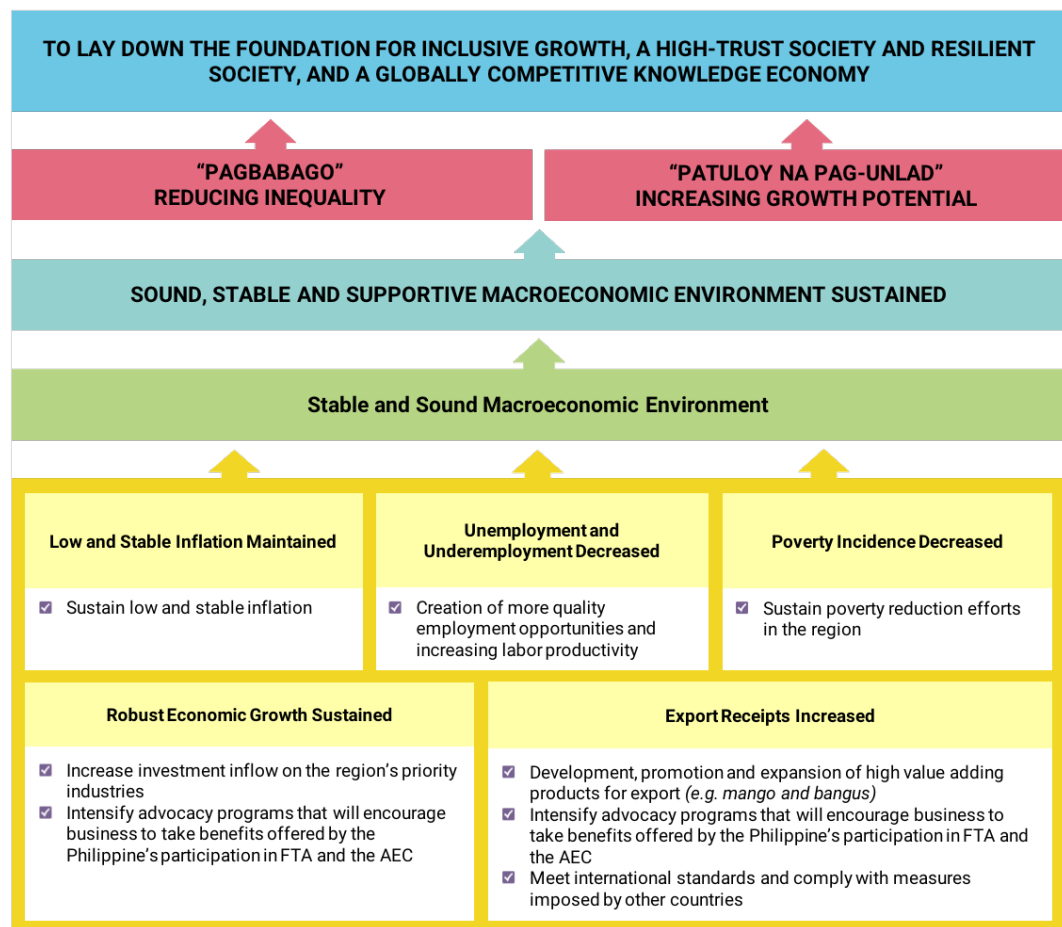 TO LAY DOWN THE FOUNDATION FOR INCLUSIVE GROWTH, A HIGH-TRUST SOCIETY AND RESILIENT
SOCIETY, AND A GLOBALLY COMPETITIVE KNOWLEDGE ECONOMY
“PAGBABAGO”
REDUCING INEQUALITY
“PATULOY NA PAG-UNLAD”
INCREASING GROWTH POTENTIAL
SOUND, STABLE AND SUPPORTIVE MACROECONOMIC ENVIRONMENT SUSTAINED
Stable and Sound Macroeconomic Environment
Low and Stable Inflation Maintained
Sustain low and stable inflation
Unemployment and
Underemployment Decreased
Creation of more quality
employment opportunities and
increasing labor productivity
Poverty Incidence Decreased
Sustain poverty reduction efforts
in the region
Robust Economic Growth Sustained
Increase investment inflow on the region’s priority
industries
Intensify advocacy programs that will encourage
business to take benefits offered by the
Philippine’s participation in FTA and the AEC
Export Receipts Increased
Development, promotion and expansion of high value adding
products for export (e.g. mango and bangus)
Intensify advocacy programs that will encourage business to
take benefits offered by the Philippine’s participation in FTA and
the AEC
Meet international standards and comply with measures
imposed by other countries